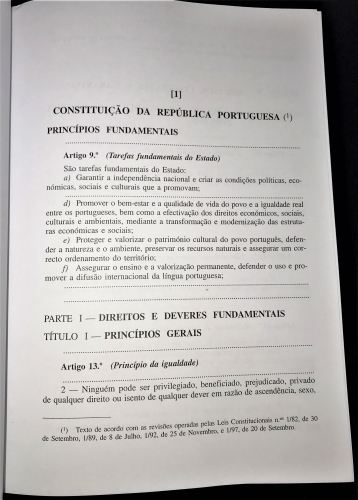 [1]
CONSTITUIÇÃO DA REPÚBLICA PORTUGUESA (¹)
PRINCÍPIOS FUNDAMENTAIS
Artigo 9.º (Tarefas fundamentais do Estado)
São tarefas fundamentais do Estado:
a) Garantir a independência nacional e criar as condições políticas, eco-
nómicas, sociais e culturais que a promovam;
d) Promover o bem-estar e a qualidade de vida do povo e a igualdade real
entre os portugueses, bem como a efectivação dos direitos económicos, sociais,
culturais e ambientais, mediante a transformação e modernização das estrutu-
ras económicas e sociais;
e) Proteger e valorizar o património cultural do povo português, defen-
der a natureza e o ambiente, preservar os recursos naturais e assegurar um cor-
recto ordenamento do território;
f) Assegurar o ensino e a valorização permanente, defender o uso e pro-
mover a difusão internacional da língua portuguesa;
PARTE I — DIREITOS E DEVERES FUNDAMENTAIS
TÍTULO I — PRINCÍPIOS GERAIS
Artigo 13.º (Princípio da igualdade)
2 — Ninguém pode ser privilegiado, beneficiado, prejudicado, privado
de qualquer direito ou isento de qualquer dever em razão de ascendência, sexo,
(¹) Texto de acordo com as revisões operadas pelas Leis Constitucionais n.ºs 1/82, de 30
de Setembro, 1/89, de 8 de Julho, 1/92, de 25 de Novembro, e 1/97, de 20 de Setembro.